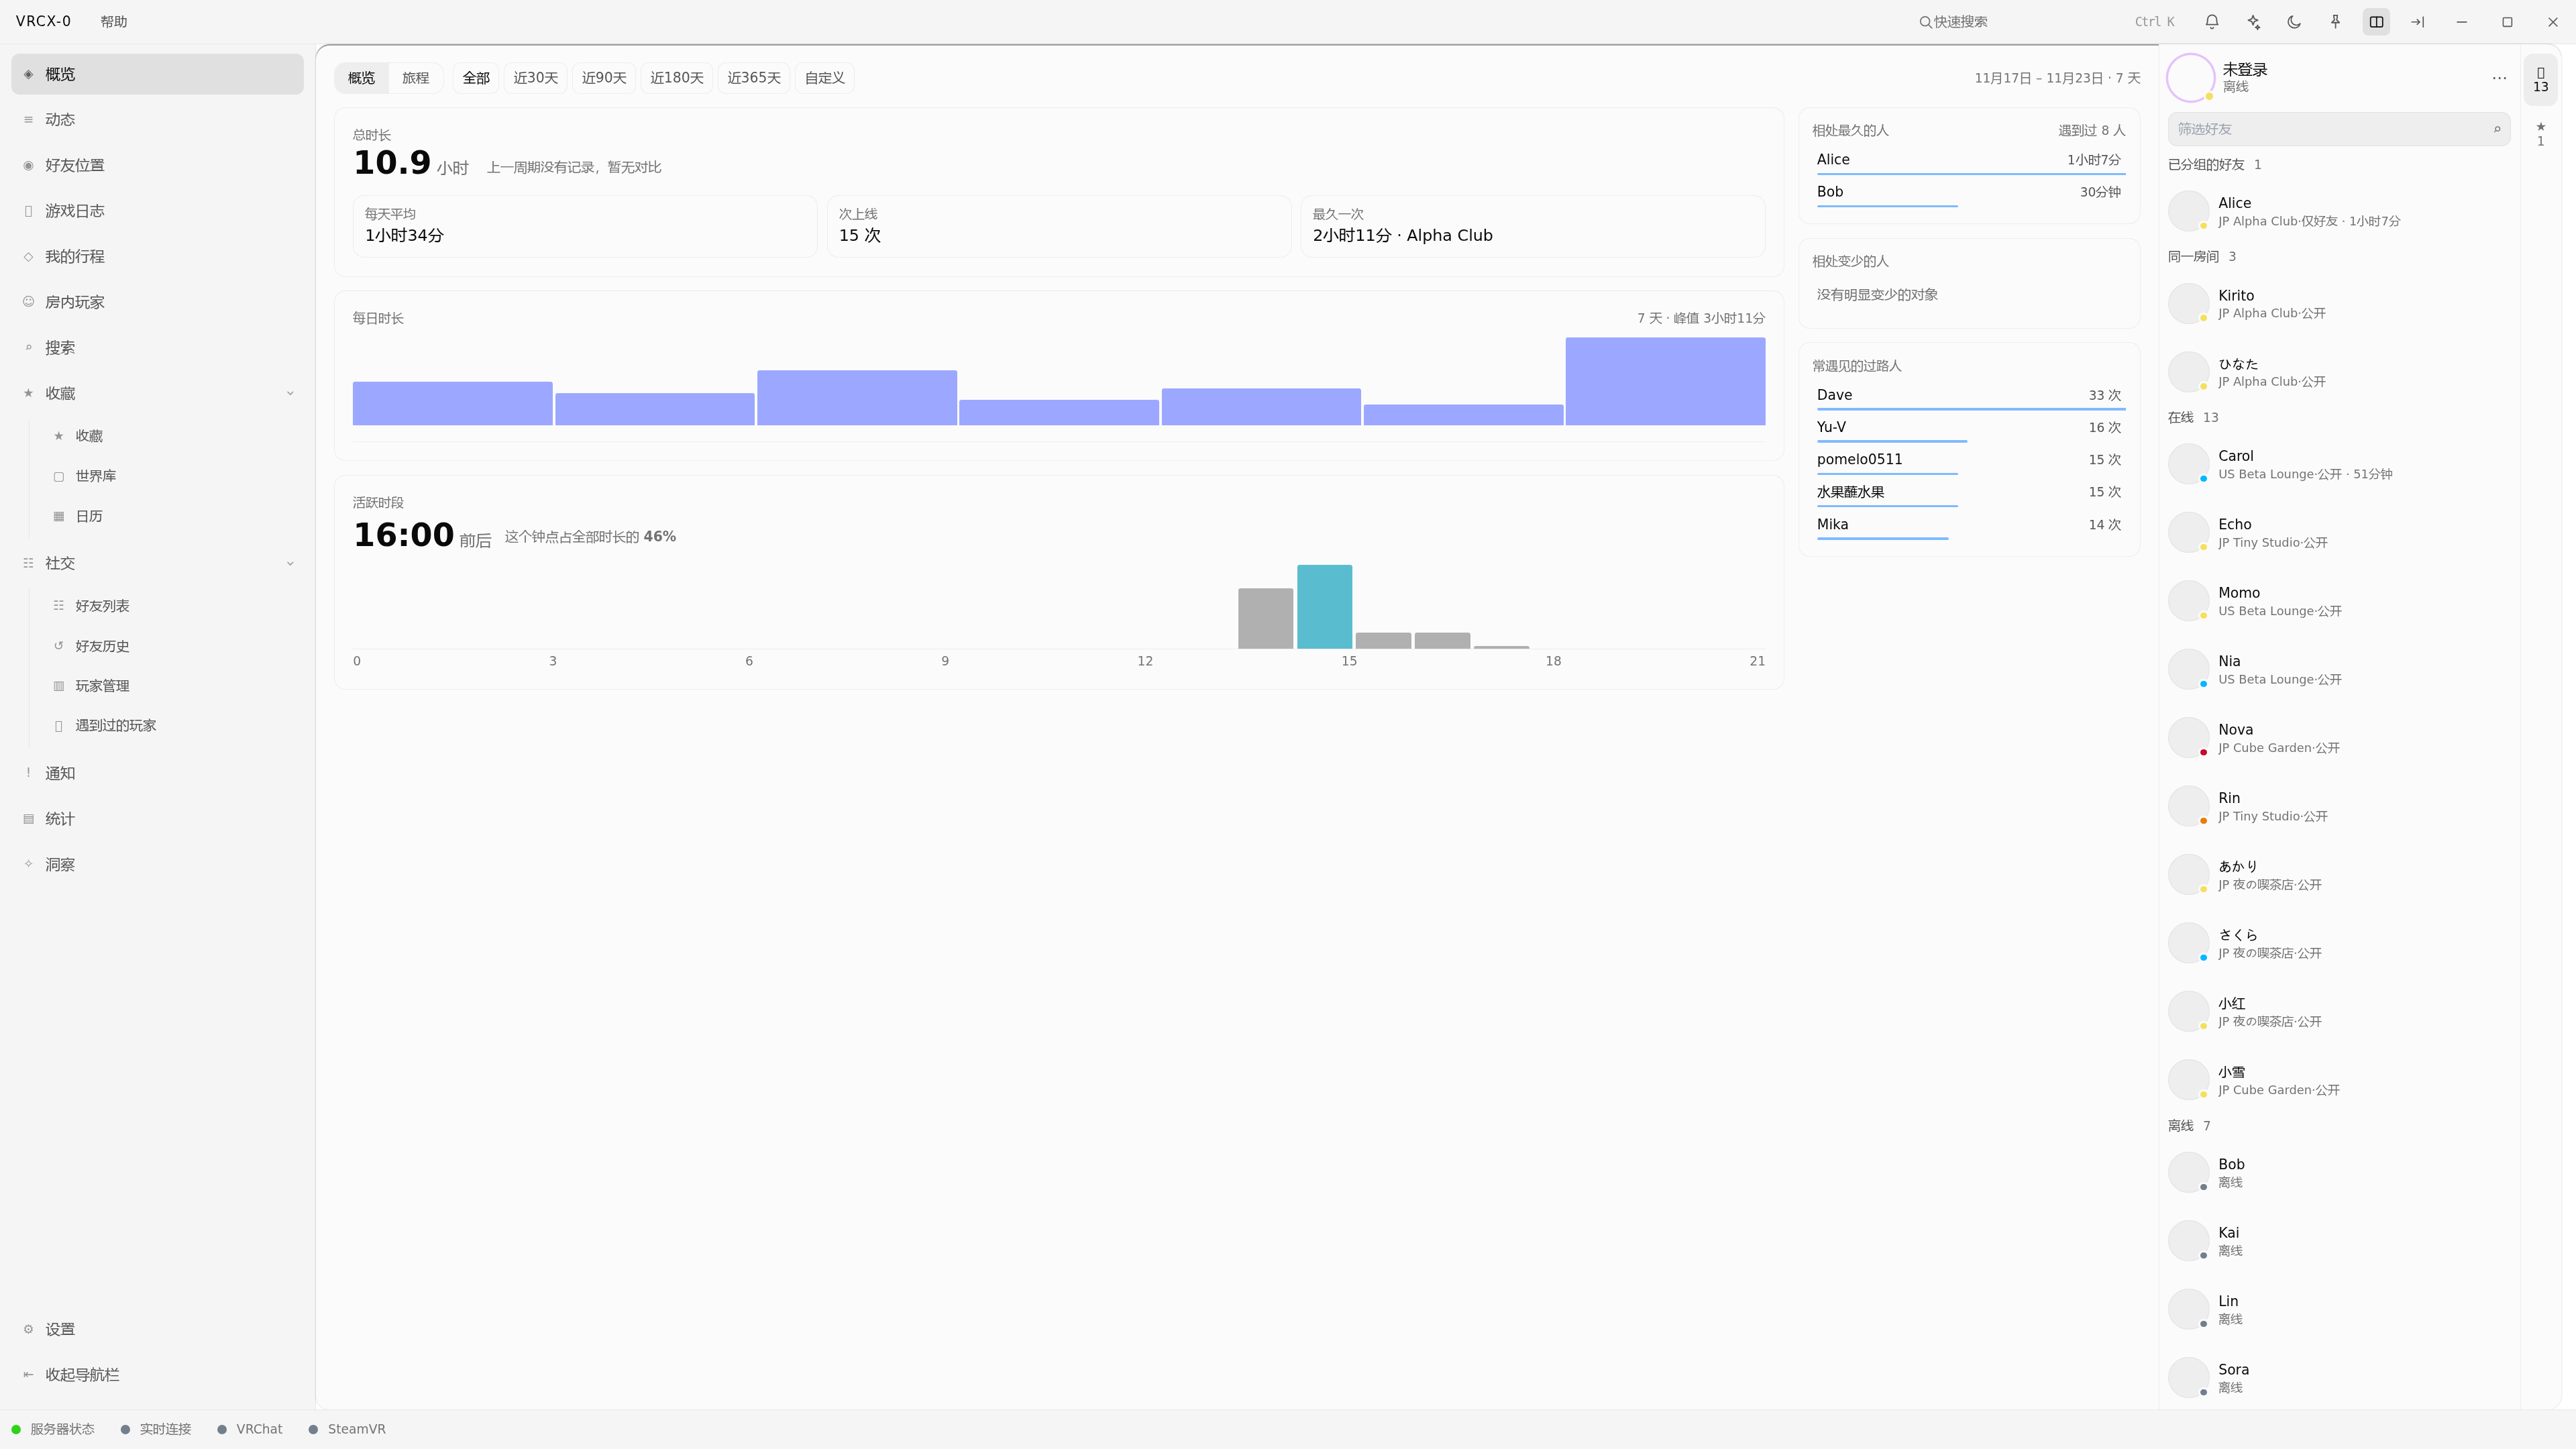 VRCX-0 帮助 快速搜索 Ctrl K
概览
动态
好友位置
游戏日志
我的行程
房内玩家
搜索
收藏
收藏
世界库
日历
社交
好友列表
好友历史
玩家管理
遇到过的玩家
通知
统计
洞察
设置
收起导航栏
概览 旅程 全部 近30天 近90天 近180天 近365天 自定义 11月17日 – 11月23日 · 7 天
总时长
10.9 小时 上一周期没有记录，暂无对比
每天平均
1小时34分
次上线
15 次
最久一次
2小时11分 · Alpha Club
每日时长 7 天 · 峰值 3小时11分
活跃时段
16:00 前后 这个钟点占全部时长的 46%
0 3 6 9 12 15 18 21
相处最久的人 遇到过 8 人
Alice 1小时7分
Bob 30分钟
相处变少的人
没有明显变少的对象
常遇见的过路人
Dave 33 次
Yu-V 16 次
pomelo0511 15 次
水果蘸水果 15 次
Mika 14 次
未登录
离线
筛选好友
已分组的好友 1
Alice
JP Alpha Club·仅好友 · 1小时7分
同一房间 3
Kirito
JP Alpha Club·公开
ひなた
JP Alpha Club·公开
在线 13
Carol
US Beta Lounge·公开 · 51分钟
Echo
JP Tiny Studio·公开
Momo
US Beta Lounge·公开
Nia
US Beta Lounge·公开
Nova
JP Cube Garden·公开
Rin
JP Tiny Studio·公开
あかり
JP 夜の喫茶店·公开
さくら
JP 夜の喫茶店·公开
小红
JP 夜の喫茶店·公开
小雪
JP Cube Garden·公开
离线 7
Bob
离线
Kai
离线
Lin
离线
Sora
离线
13
1
服务器状态 实时连接 VRChat SteamVR